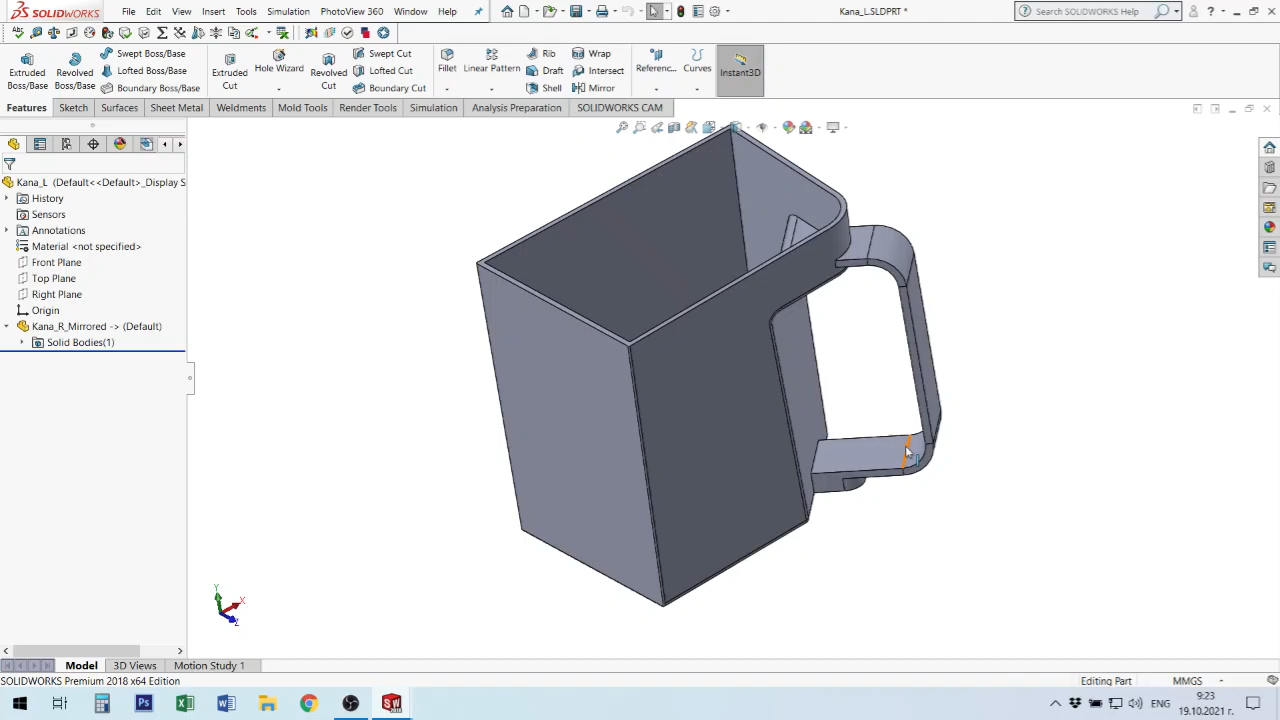 SOLIDWORKS File Edit View Insert Tools Simulation PhotoView 360 Window Help Kana_L.SLDPRT * Search SOLIDWORKS Help
Extruded Boss/Base
Revolved Boss/Base
Swept Boss/Base
Lofted Boss/Base
Boundary Boss/Base
Extruded Cut
Hole Wizard
Revolved Cut
Swept Cut
Lofted Cut
Boundary Cut
Fillet
Linear Pattern
Rib
Draft
Shell
Wrap
Intersect
Mirror
Referenc...
Curves
Instant3D
Features Sketch Surfaces Sheet Metal Weldments Mold Tools Render Tools Simulation Analysis Preparation SOLIDWORKS CAM
Kana_L (Default<<Default>_Display S
History
Sensors
Annotations
Material <not specified>
Front Plane
Top Plane
Right Plane
Origin
Kana_R_Mirrored -> (Default)
Solid Bodies(1)
Y
X
Z
Model 3D Views Motion Study 1
SOLIDWORKS Premium 2018 x64 Edition Editing Part MMGS
ENG 9:23
19.10.2021 г.